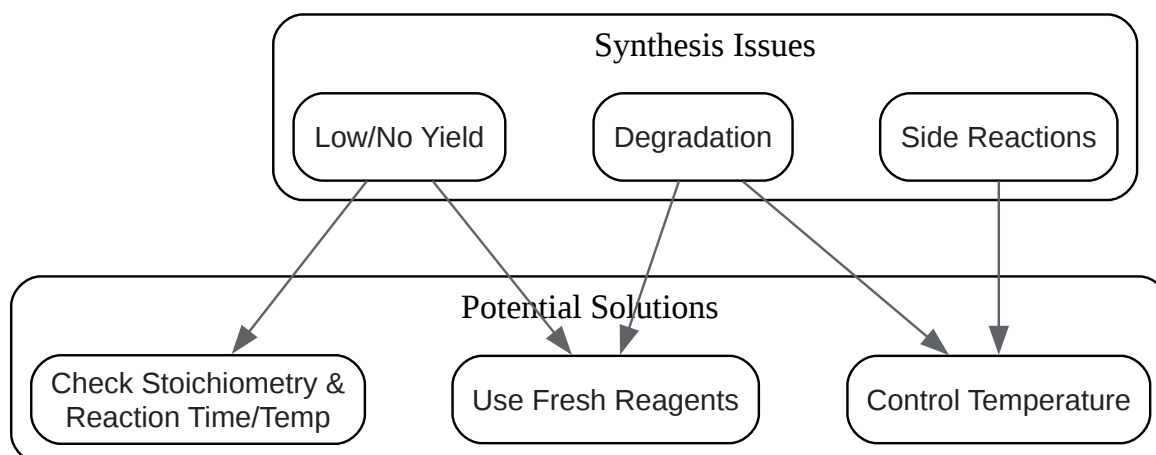 Synthesis Issues
Low/No Yield
Degradation
Side Reactions
Potential Solutions
Check Stoichiometry &
Reaction Time/Temp
Use Fresh Reagents
Control Temperature